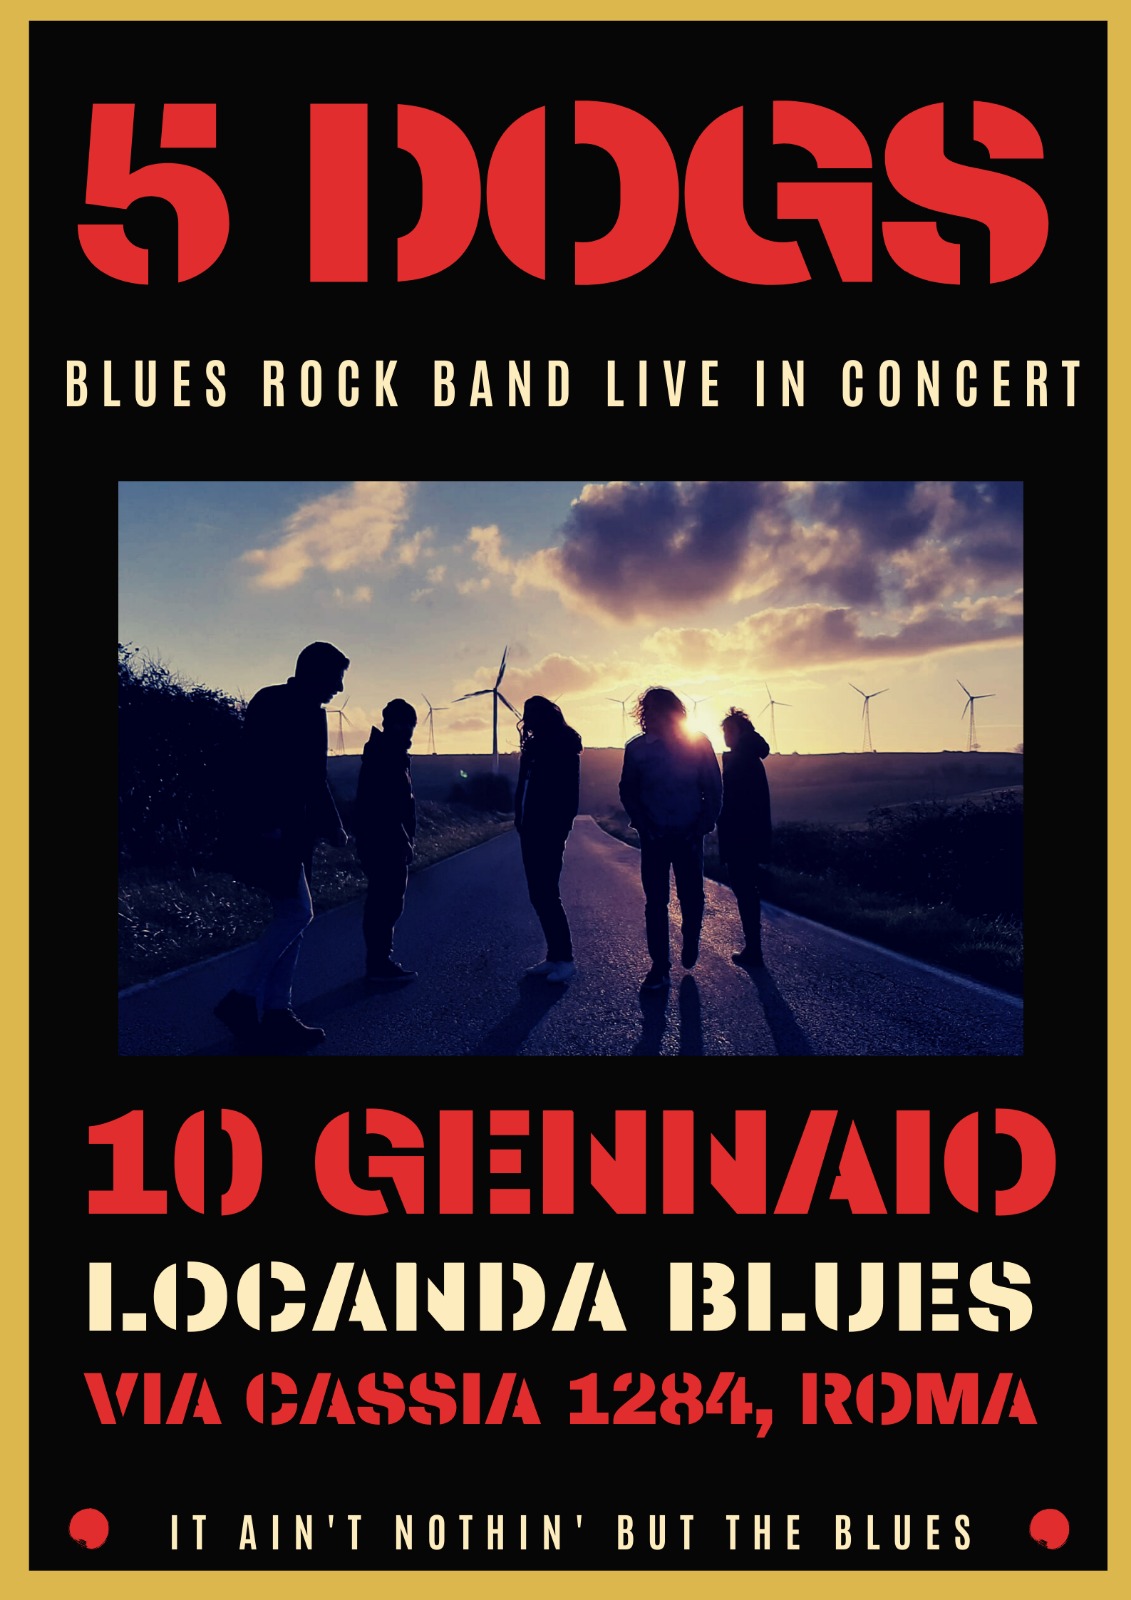 5 DOGS
BLUES ROCK BAND LIVE IN CONCERT
10 GENNAIO
LOCANDA BLUES
VIA CASSIA 1284, ROMA
IT AIN'T NOTHIN' BUT THE BLUES